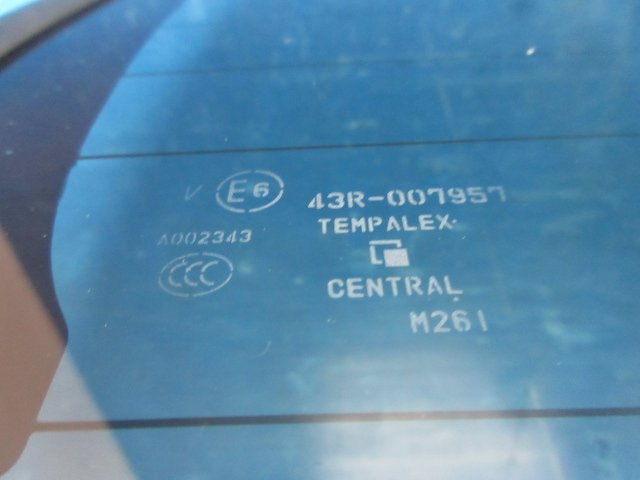 V E6 43R-007957
TEMPALEX
A002343
CCC
CENTRAL
M261